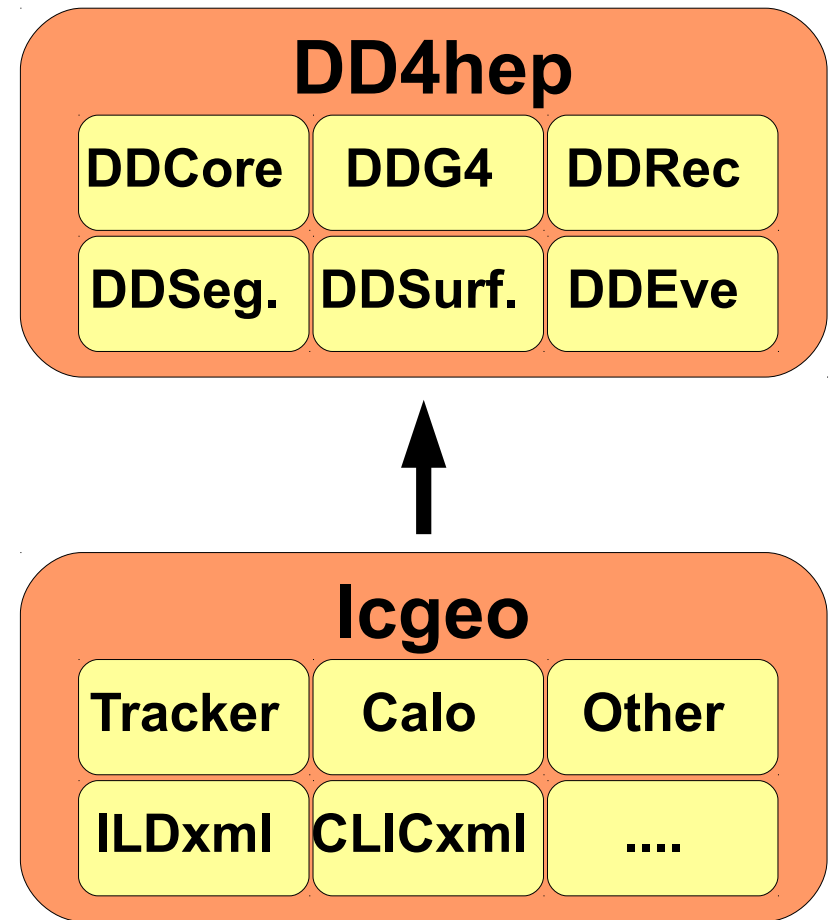 DD4hep
DDCore DDG4 DDRec
DDSeg. DDSurf. DDEve
lcgeo
Tracker Calo Other
ILDxml CLICxml ....